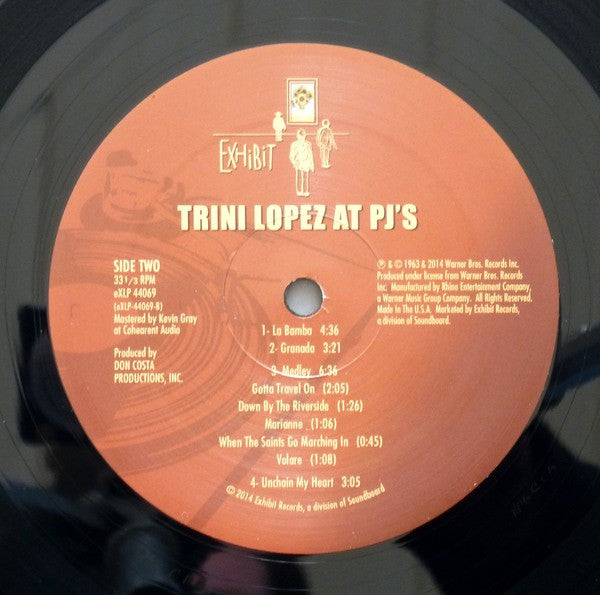 EXHIBIT
TRINI LOPEZ AT PJ'S
SIDE TWO
33 1/3 RPM
eXLP 44069
(eXLP-44069-B)
Mastered by Kevin Gray
at Cohearent Audio
Produced by
DON COSTA
PRODUCTIONS, INC.
℗ & © 1963 & 2014 Warner Bros. Records Inc.
Produced under license from Warner Bros. Records
Inc. Manufactured by Rhino Entertainment Company,
a Warner Music Group Company. All Rights Reserved.
Made In The U.S.A. Marketed by Exhibit Records,
a division of Soundboard.
1- La Bamba 4:36
2- Granada 3:21
3- Medley 6:36
Gotta Travel On (2:05)
Down By The Riverside (1:26)
Marianne (1:06)
When The Saints Go Marching In (0:45)
Volare (1:08)
4- Unchain My Heart 3:05
© 2014 Exhibit Records, a division of Soundboard